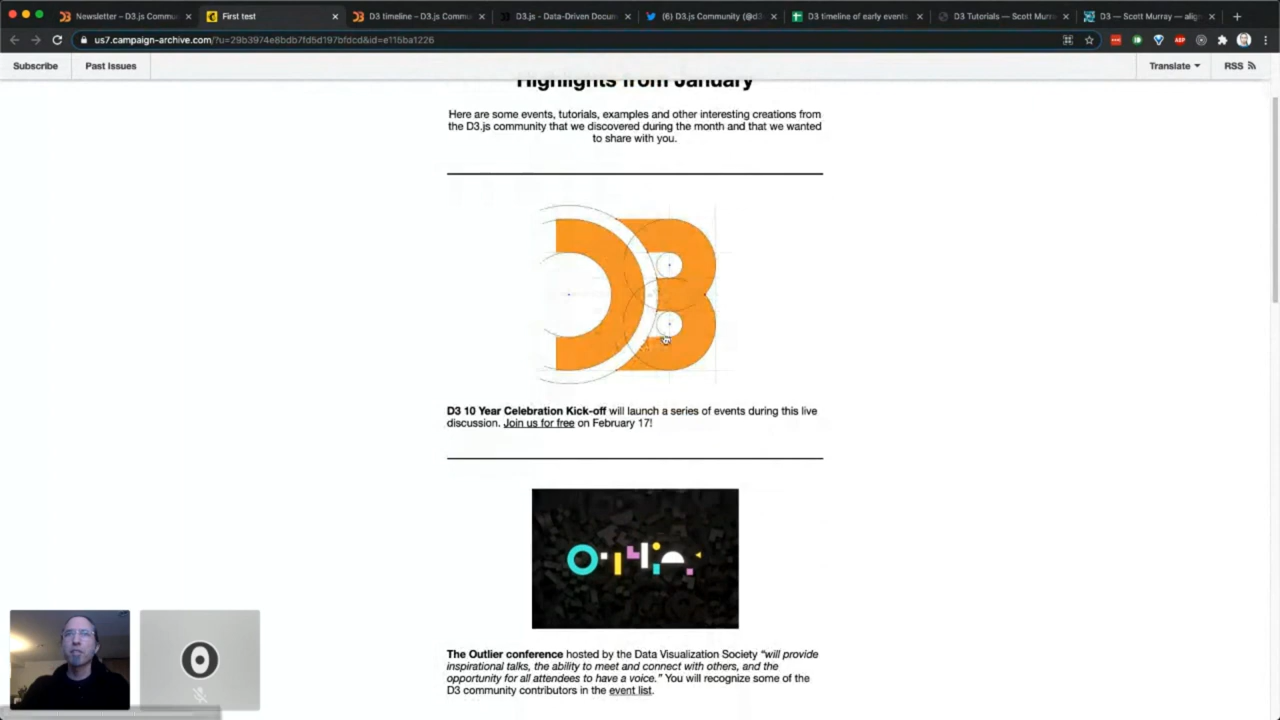 Newsletter – D3.js Commun
First test
D3 timeline – D3.js Commu
D3.js - Data-Driven Docum
(6) D3.js Community (@d3
D3 timeline of early events
D3 Tutorials — Scott Murra
D3 — Scott Murray — alig
us7.campaign-archive.com/?u=29b3974e8bdb7fd5d197bfdcd&id=e115ba1226
Subscribe
Past Issues
Translate
RSS
Highlights from January
Here are some events, tutorials, examples and other interesting creations from
the D3.js community that we discovered during the month and that we wanted
to share with you.
D3 10 Year Celebration Kick-off will launch a series of events during this live
discussion. Join us for free on February 17!
Outlier
The Outlier conference hosted by the Data Visualization Society “will provide
inspirational talks, the ability to meet and connect with others, and the
opportunity for all attendees to have a voice.” You will recognize some of the
D3 community contributors in the event list.